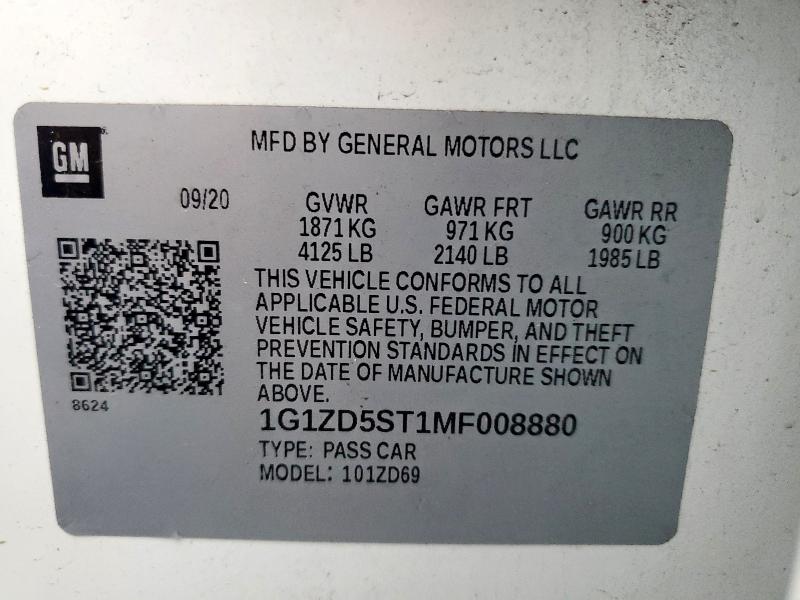 GM
MFD BY GENERAL MOTORS LLC
09/20
GVWR GAWR FRT GAWR RR
1871 KG 971 KG 900 KG
4125 LB 2140 LB 1985 LB
THIS VEHICLE CONFORMS TO ALL
APPLICABLE U.S. FEDERAL MOTOR
VEHICLE SAFETY, BUMPER, AND THEFT
PREVENTION STANDARDS IN EFFECT ON
THE DATE OF MANUFACTURE SHOWN
ABOVE.
8624
1G1ZD5ST1MF008880
TYPE: PASS CAR
MODEL: 101ZD69